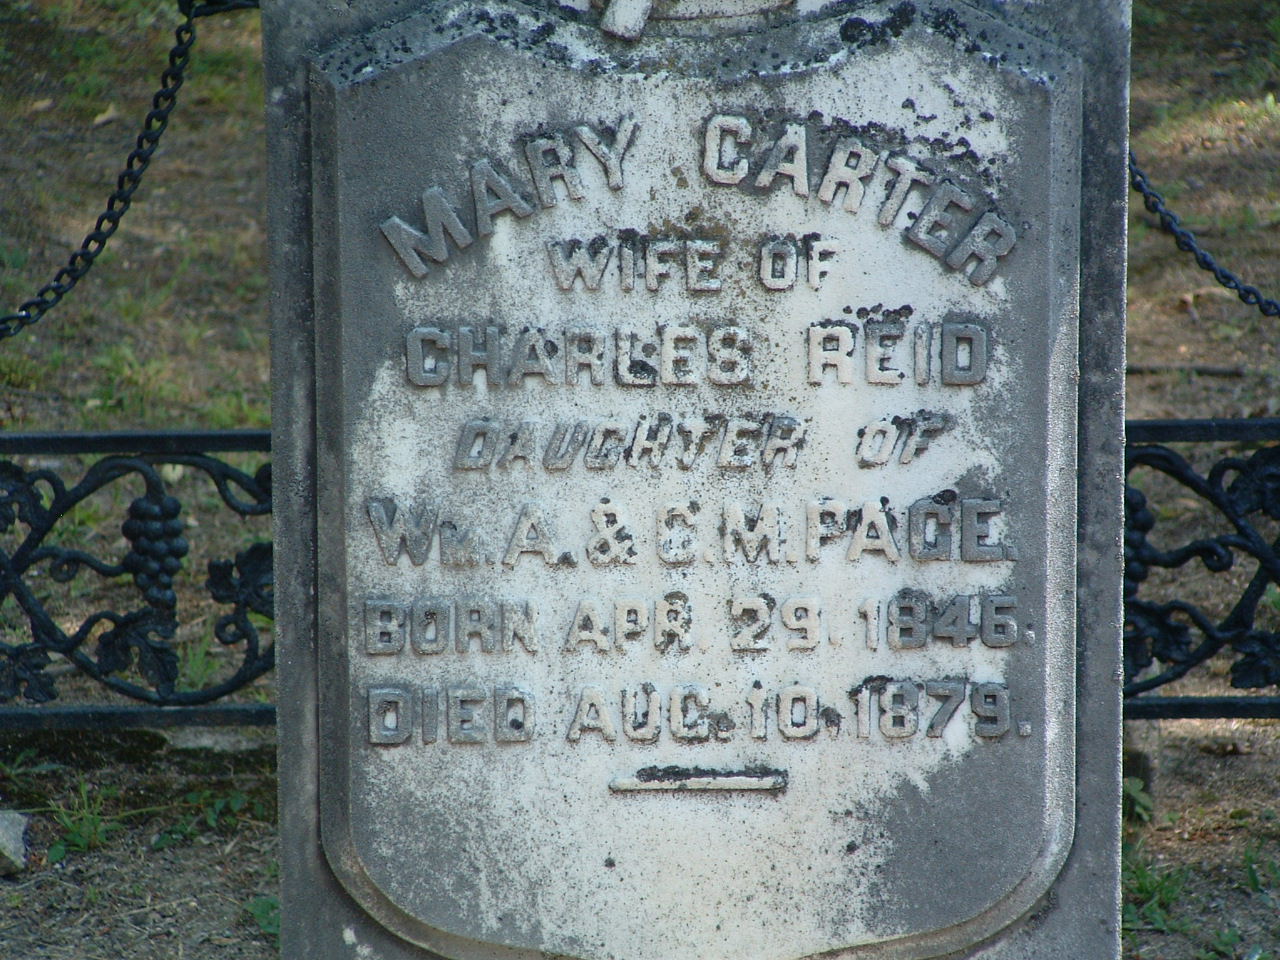 MARY CARTER
WIFE OF
CHARLES REID
DAUGHTER OF
Wm. A. & C.M. PAGE.
BORN APR. 29. 1846.
DIED AUG. 10. 1879.